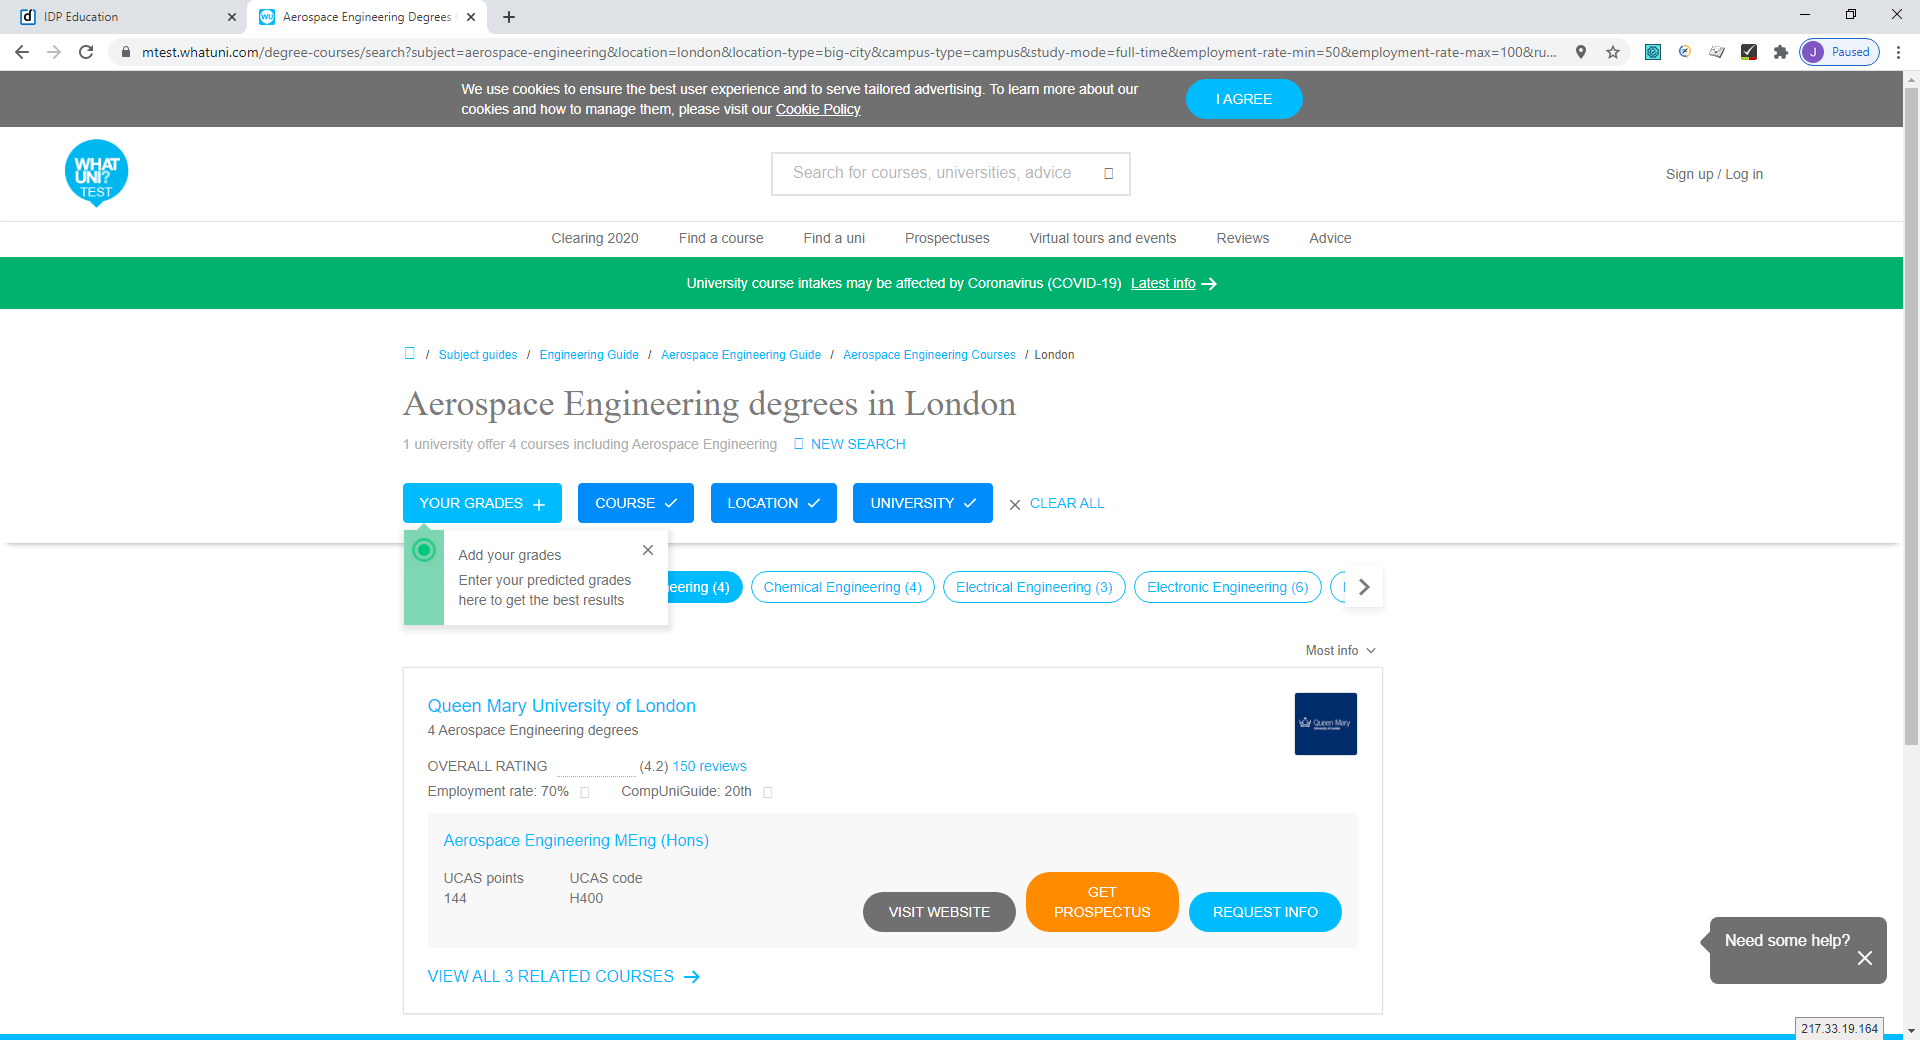 IDP Education
Aerospace Engineering Degrees
mtest.whatuni.com/degree-courses/search?subject=aerospace-engineering&location=london&location-type=big-city&campus-type=campus&study-mode=full-time&employment-rate-min=50&employment-rate-max=100&ru...
J Paused
We use cookies to ensure the best user experience and to serve tailored advertising. To learn more about our
cookies and how to manage them, please visit our Cookie Policy
I AGREE
WHAT
UNI?
TEST
Search for courses, universities, advice
Sign up / Log in
Clearing 2020 Find a course Find a uni Prospectuses Virtual tours and events Reviews Advice
University course intakes may be affected by Coronavirus (COVID-19) Latest info
/ Subject guides / Engineering Guide / Aerospace Engineering Guide / Aerospace Engineering Courses / London
Aerospace Engineering degrees in London
1 university offer 4 courses including Aerospace Engineering NEW SEARCH
YOUR GRADES COURSE LOCATION UNIVERSITY CLEAR ALL
Add your grades
Enter your predicted grades
here to get the best results
eering (4) Chemical Engineering (4) Electrical Engineering (3) Electronic Engineering (6)
Most info
Queen Mary University of London
4 Aerospace Engineering degrees
Queen Mary
University of London
OVERALL RATING (4.2) 150 reviews
Employment rate: 70% CompUniGuide: 20th
Aerospace Engineering MEng (Hons)
UCAS points UCAS code
144 H400
VISIT WEBSITE
GET
PROSPECTUS
REQUEST INFO
VIEW ALL 3 RELATED COURSES
Need some help?
217.33.19.164